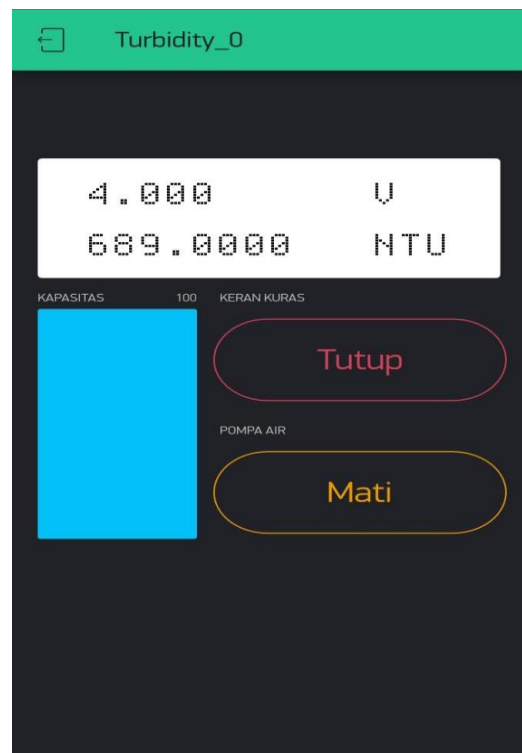 Turbidity_0
4.000 V
689.0000 NTU
KAPASITAS 100
KERAN KURAS
Tutup
POMPA AIR
Mati